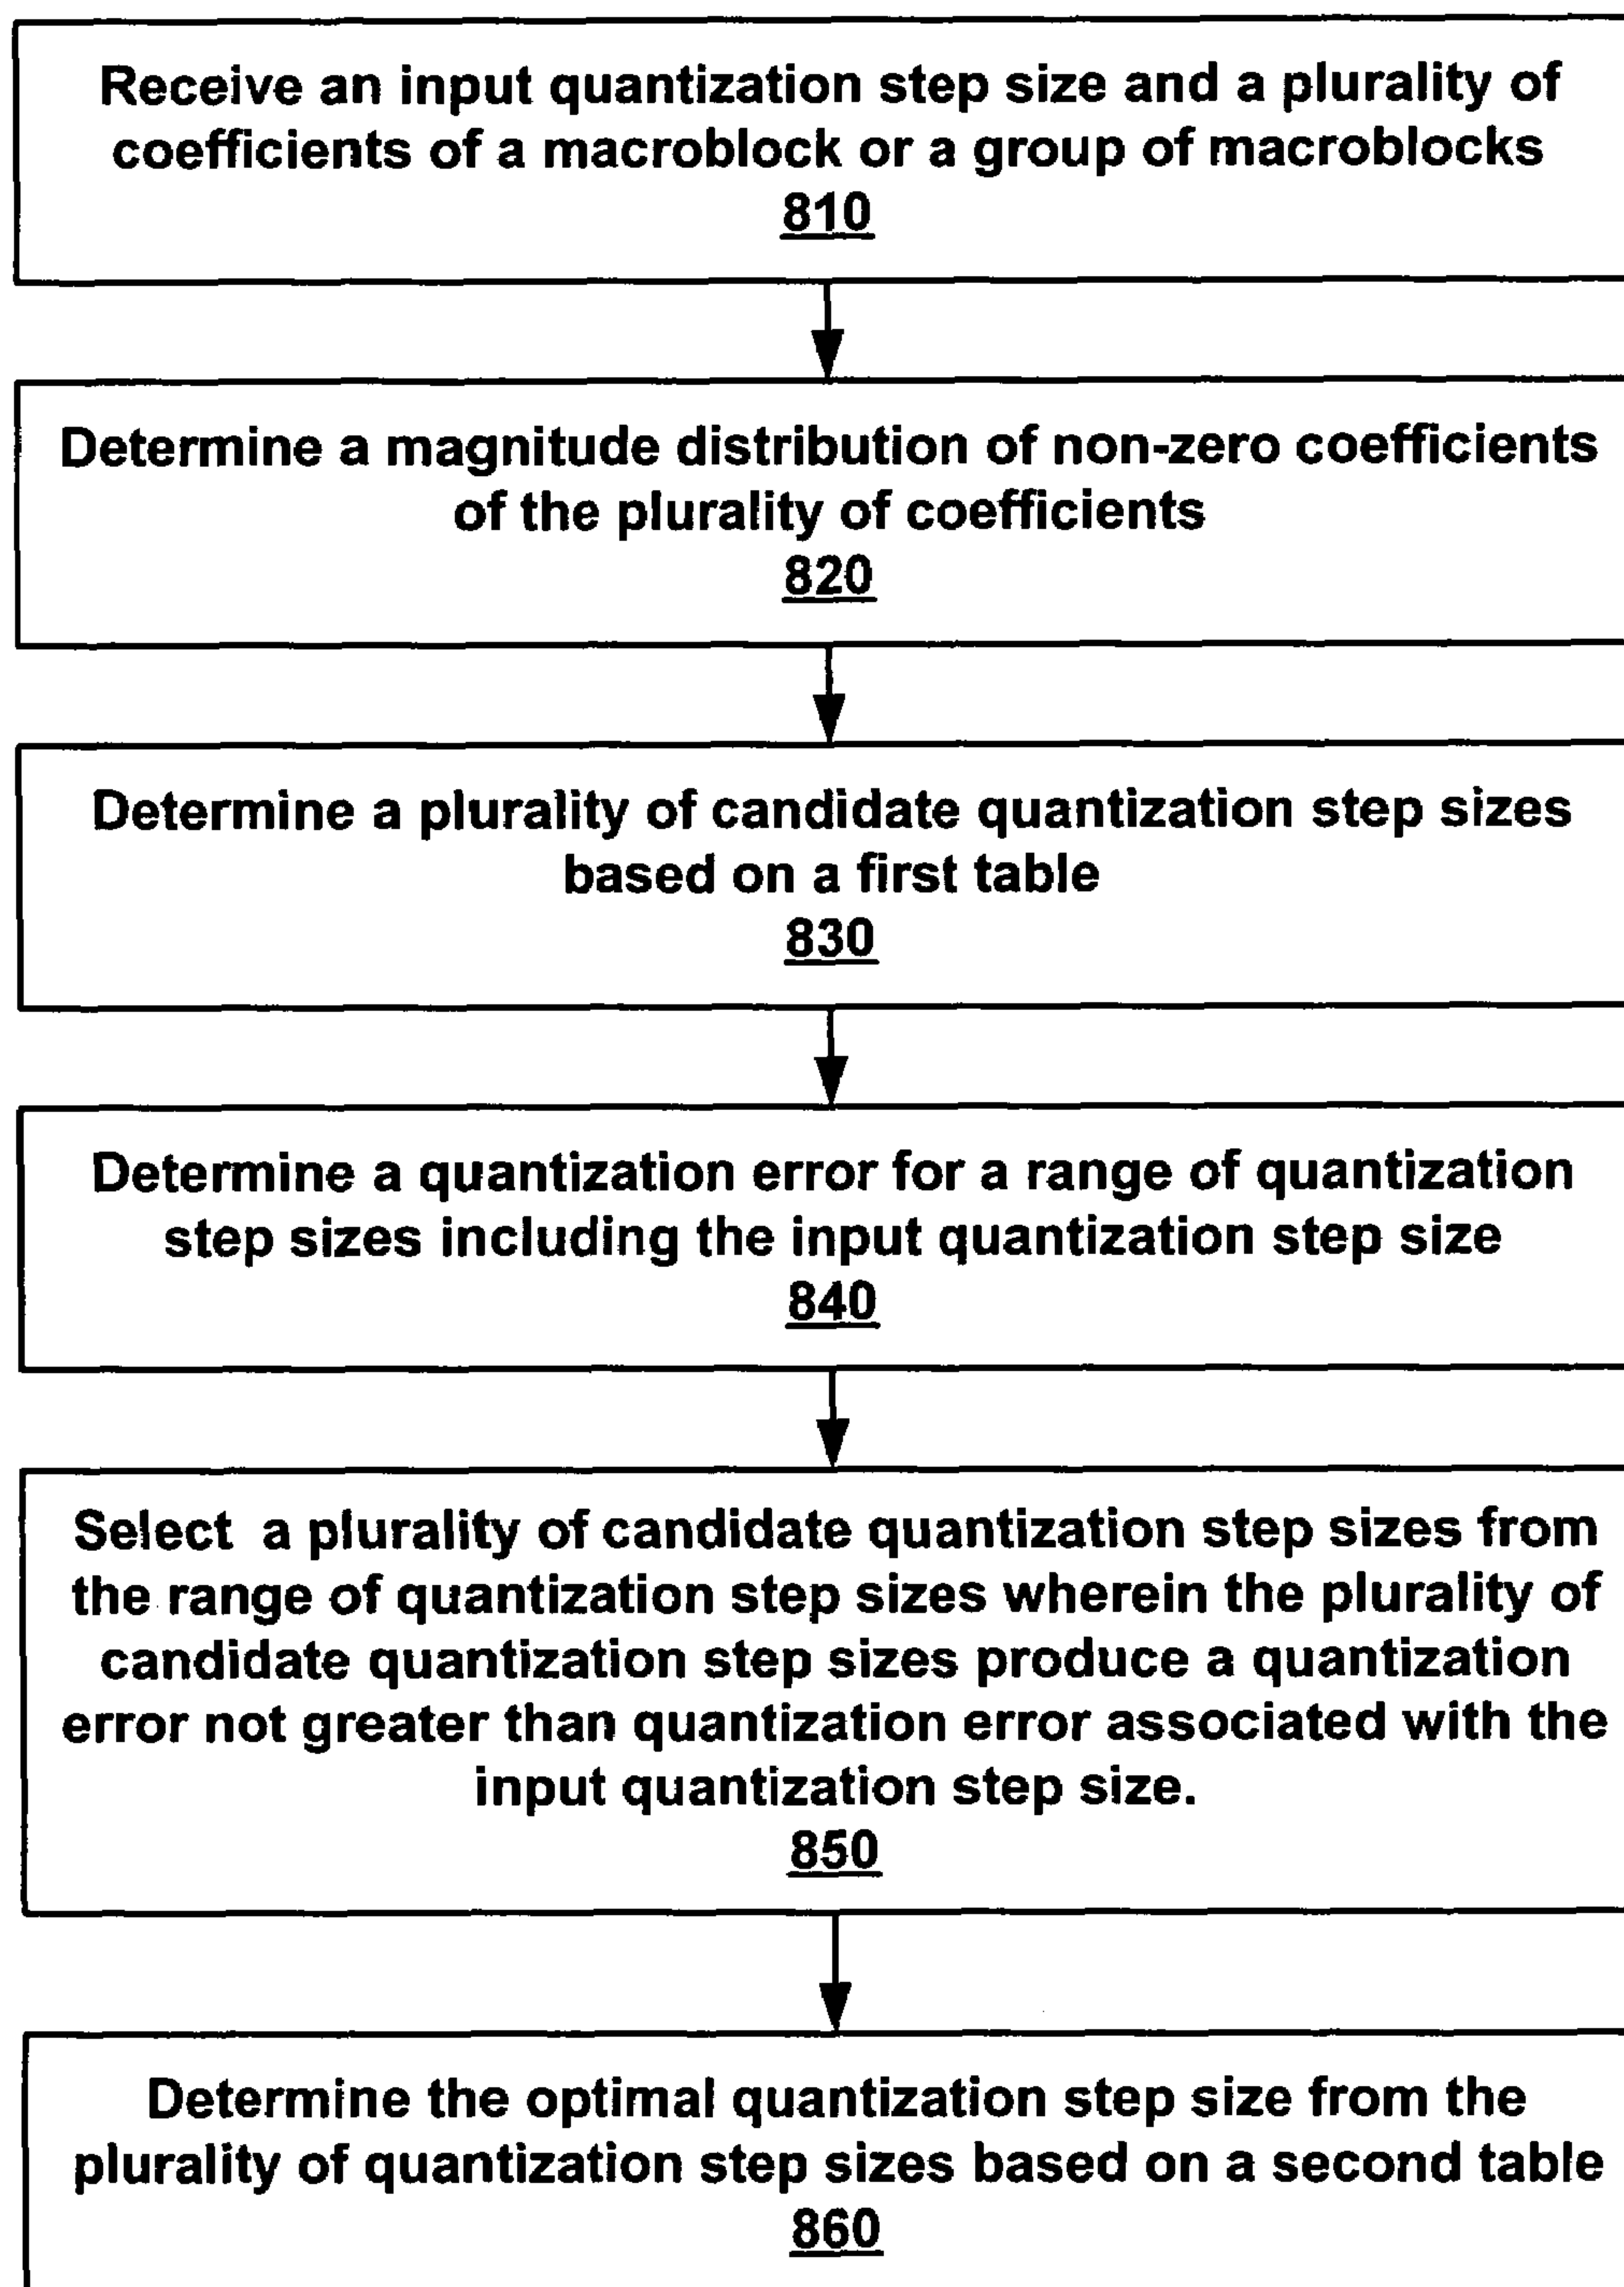 Receive an input quantization step size and a plurality of
coefficients of a macroblock or a group of macroblocks
810
Determine a magnitude distribution of non-zero coefficients
of the plurality of coefficients
820
Determine a plurality of candidate quantization step sizes
based on a first table
830
Determine a quantization error for a range of quantization
step sizes including the input quantization step size
840
Select a plurality of candidate quantization step sizes from
the range of quantization step sizes wherein the plurality of
candidate quantization step sizes produce a quantization
error not greater than quantization error associated with the
input quantization step size.
850
Determine the optimal quantization step size from the
plurality of quantization step sizes based on a second table
860